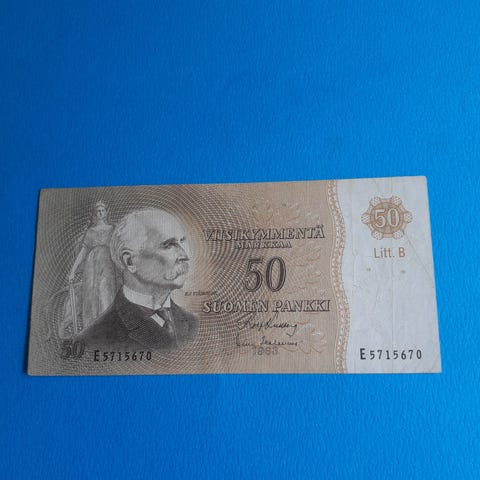 VIISIKYMMENTÄ
MARKKAA
50
SUOMEN PANKKI
1963
50
E5715670
50
Litt. B
E5715670